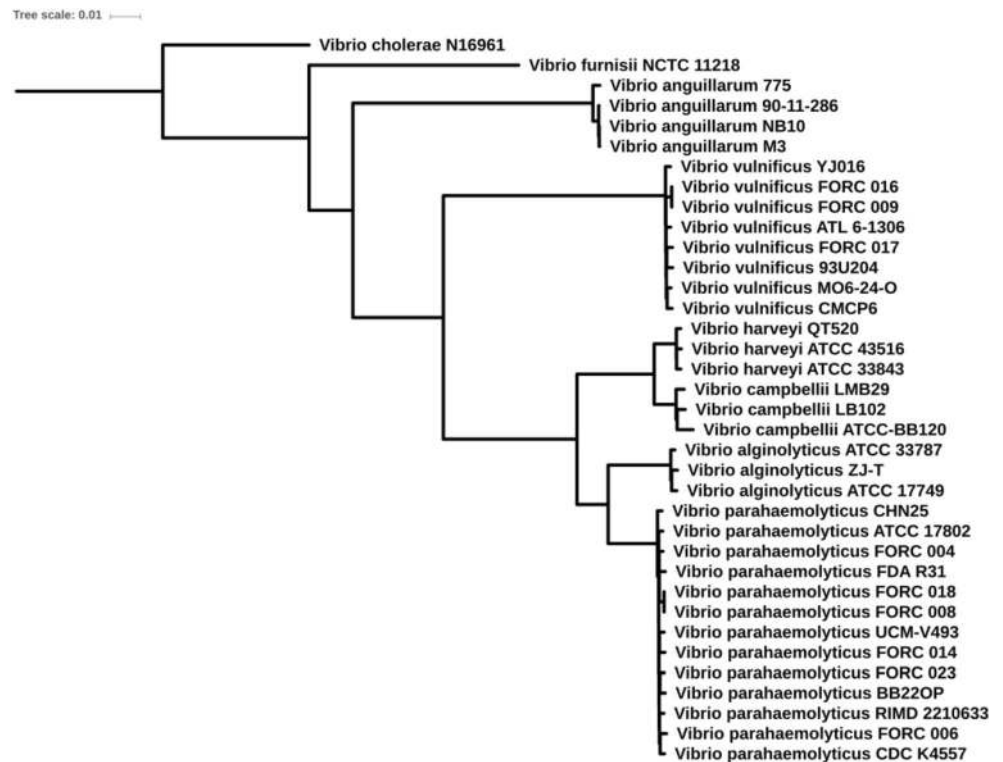 Tree scale: 0.01
Vibrio cholerae N16961
Vibrio furnisii NCTC 11218
Vibrio anguillarum 775
Vibrio anguillarum 90-11-286
Vibrio anguillarum NB10
Vibrio anguillarum M3
Vibrio vulnificus YJ016
Vibrio vulnificus FORC 016
Vibrio vulnificus FORC 009
Vibrio vulnificus ATL 6-1306
Vibrio vulnificus FORC 017
Vibrio vulnificus 93U204
Vibrio vulnificus MO6-24-O
Vibrio vulnificus CMCP6
Vibrio harveyi QT520
Vibrio harveyi ATCC 43516
Vibrio harveyi ATCC 33843
Vibrio campbellii LMB29
Vibrio campbellii LB102
Vibrio campbellii ATCC-BB120
Vibrio alginolyticus ATCC 33787
Vibrio alginolyticus ZJ-T
Vibrio alginolyticus ATCC 17749
Vibrio parahaemolyticus CHN25
Vibrio parahaemolyticus ATCC 17802
Vibrio parahaemolyticus FORC 004
Vibrio parahaemolyticus FDA R31
Vibrio parahaemolyticus FORC 018
Vibrio parahaemolyticus FORC 008
Vibrio parahaemolyticus UCM-V493
Vibrio parahaemolyticus FORC 014
Vibrio parahaemolyticus FORC 023
Vibrio parahaemolyticus BB22OP
Vibrio parahaemolyticus RIMD 2210633
Vibrio parahaemolyticus FORC 006
Vibrio parahaemolyticus CDC K4557